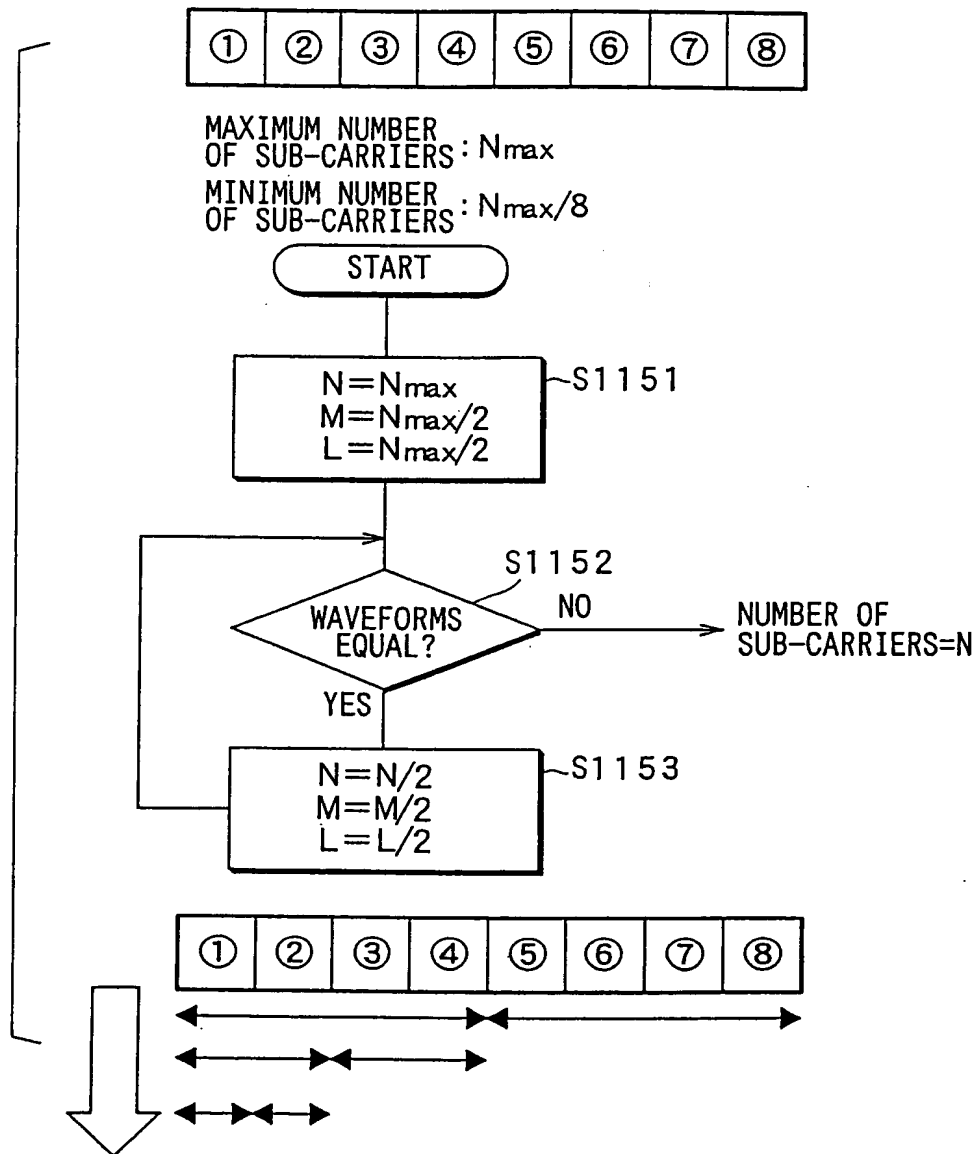 ① ② ③ ④ ⑤ ⑥ ⑦ ⑧
MAXIMUM NUMBER
OF SUB-CARRIERS : Nmax
MINIMUM NUMBER
OF SUB-CARRIERS : Nmax/8
START
N=Nmax
M=Nmax/2
L=Nmax/2
S1151
S1152
WAVEFORMS
EQUAL?
NO
NUMBER OF
SUB-CARRIERS=N
YES
N=N/2
M=M/2
L=L/2
S1153
① ② ③ ④ ⑤ ⑥ ⑦ ⑧